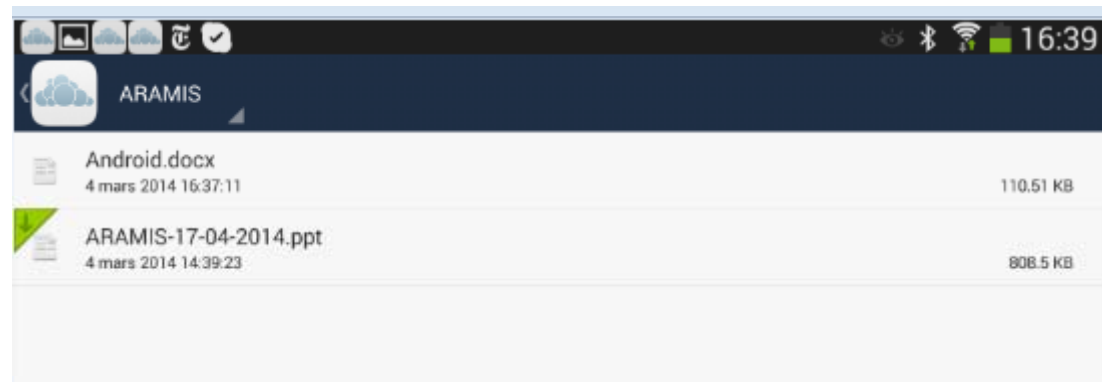 16:39
ARAMIS
Android.docx
4 mars 2014 16:37:11
110.51 KB
ARAMIS-17-04-2014.ppt
4 mars 2014 14:39:23
808.5 KB